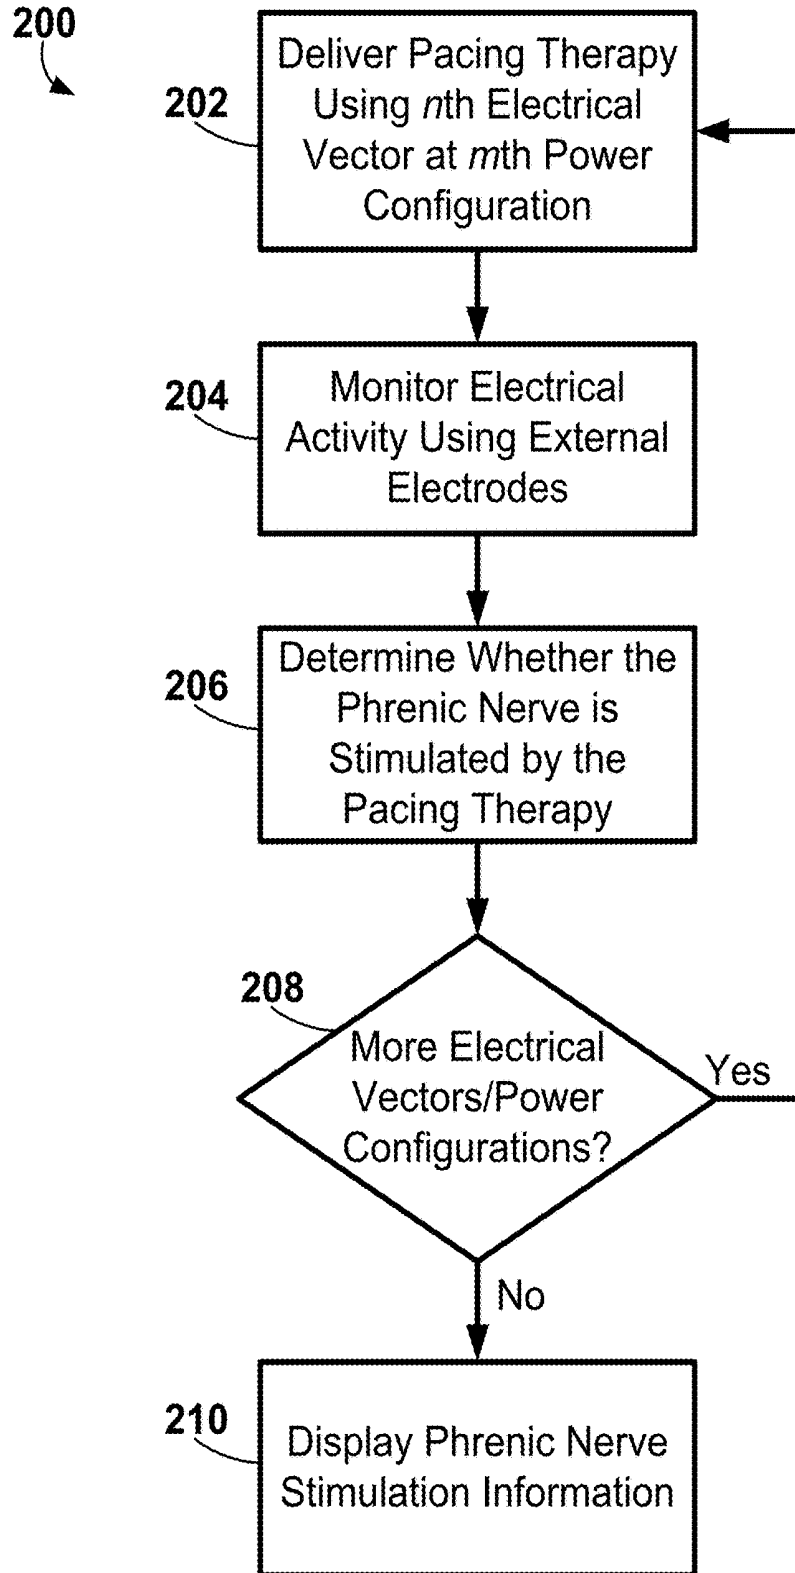 200
202
Deliver Pacing Therapy
Using nth Electrical
Vector at mth Power
Configuration
204
Monitor Electrical
Activity Using External
Electrodes
206
Determine Whether the
Phrenic Nerve is
Stimulated by the
Pacing Therapy
208
More Electrical
Vectors/Power
Configurations?
Yes
No
210
Display Phrenic Nerve
Stimulation Information